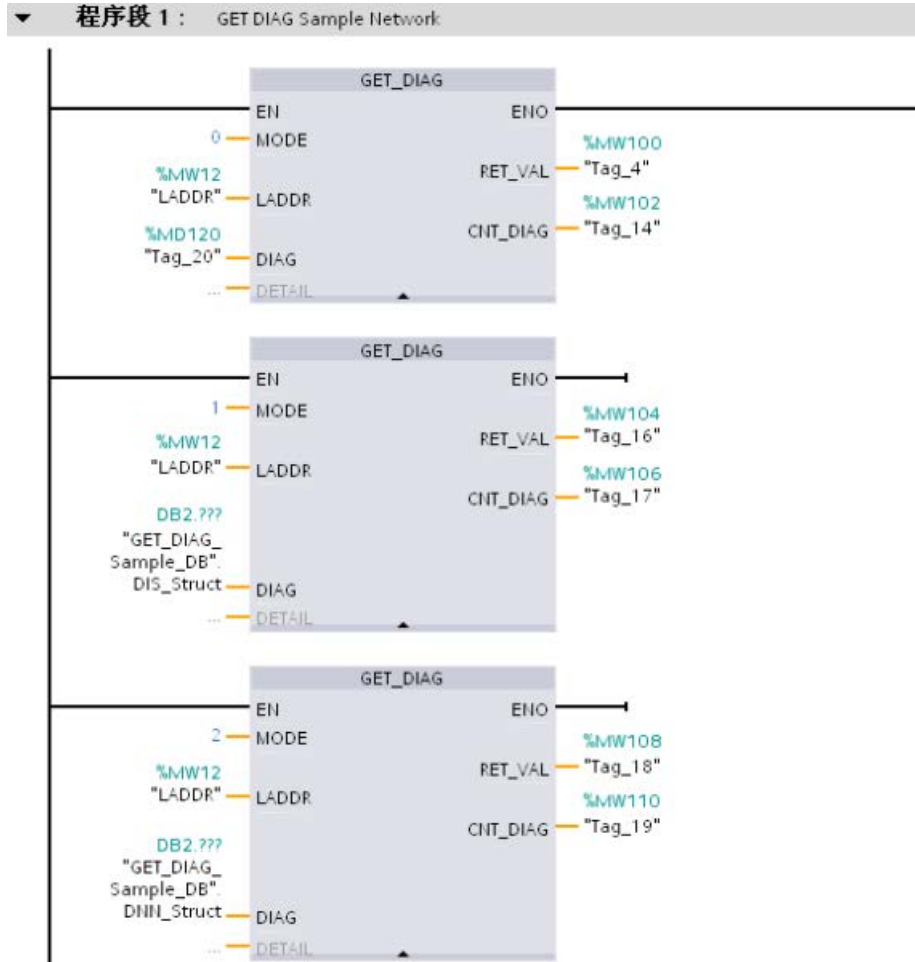 程序段 1： GET DIAG Sample Network
GET_DIAG
EN ENO
0 MODE
%MW100
RET_VAL "Tag_4"
%MW12
"LADDR" LADDR
%MW102
CNT_DIAG "Tag_14"
%MD120
"Tag_20" DIAG
... DETAIL
GET_DIAG
EN ENO
1 MODE
%MW104
RET_VAL "Tag_16"
%MW12
"LADDR" LADDR
%MW106
CNT_DIAG "Tag_17"
DB2.???
"GET_DIAG_
Sample_DB".
DIS_Struct DIAG
... DETAIL
GET_DIAG
EN ENO
2 MODE
%MW108
RET_VAL "Tag_18"
%MW12
"LADDR" LADDR
%MW110
CNT_DIAG "Tag_19"
DB2.???
"GET_DIAG_
Sample_DB".
DNN_Struct DIAG
... DETAIL